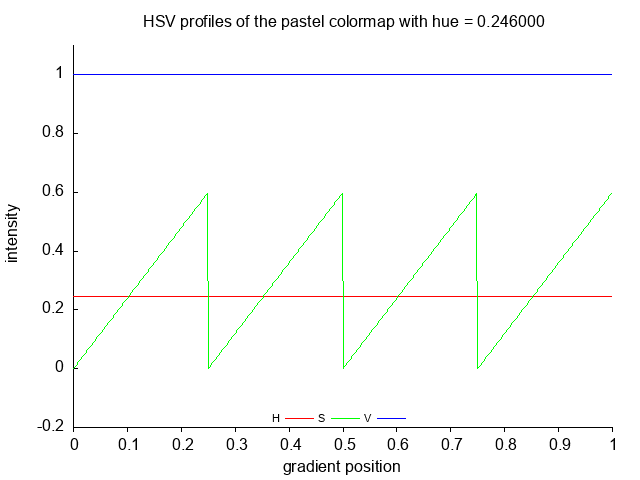 HSV profiles of the pastel colormap with hue = 0.246000
intensity
1
0.8
0.6
0.4
0.2
0
-0.2
H S V
0 0.1 0.2 0.3 0.4 0.5 0.6 0.7 0.8 0.9 1
gradient position